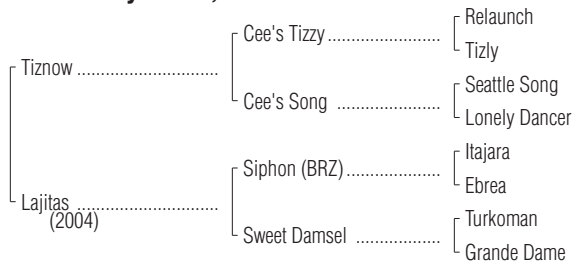 Relaunch
Cee's Tizzy ....................
Tizly
Tiznow .............................
Seattle Song
Cee's Song ...................
Lonely Dancer
Itajara
Siphon (BRZ)..................
Ebrea
Lajitas .............................
(2004)
Turkoman
Sweet Damsel ................
Grande Dame